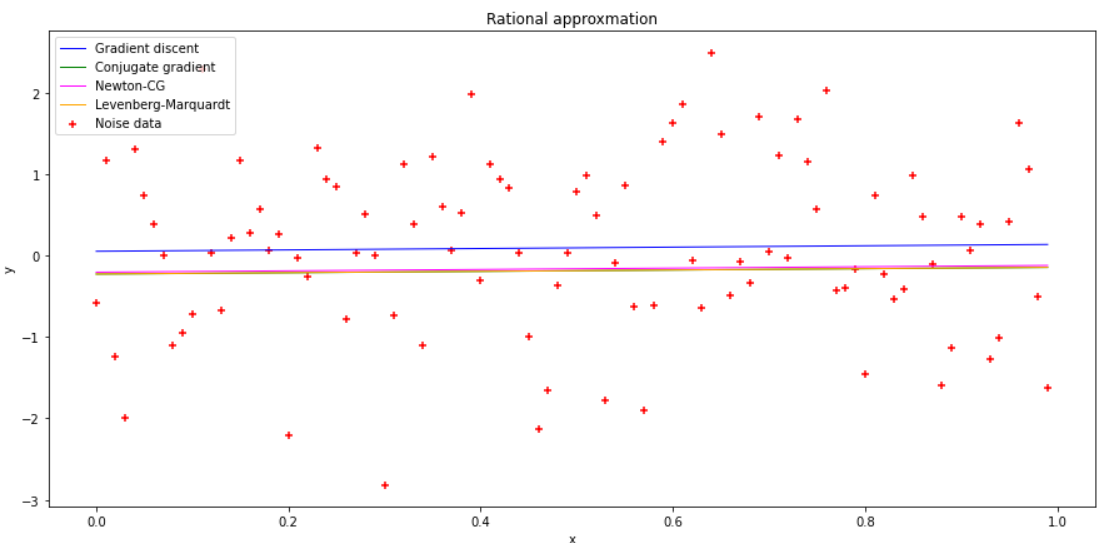 Rational approxmation
Gradient discent
Conjugate gradient
Newton-CG
Levenberg-Marquardt
Noise data
2
1
0
−1
−2
−3
y
0.0 0.2 0.4 0.6 0.8 1.0
x